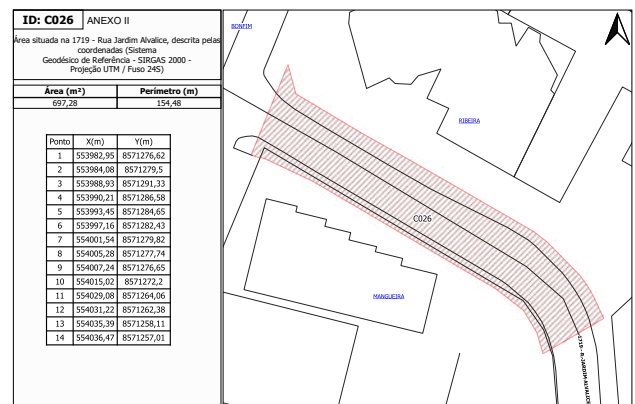 ID: C026 ANEXO II
Área situada na 1719 - Rua Jardim Alvalice, descrita pelas
coordenadas (Sistema
Geodésico de Referência - SIRGAS 2000 -
Projeção UTM / Fuso 24S)
Área (m²) Perímetro (m)
697,28 154,48
Ponto X(m) Y(m)
1 553982,95 8571276,62
2 553984,08 8571279,5
3 553988,93 8571291,33
4 553990,21 8571286,58
5 553993,45 8571284,65
6 553997,16 8571282,43
7 554001,54 8571279,82
8 554005,28 8571277,74
9 554007,24 8571276,65
10 554015,02 8571272,2
11 554029,08 8571264,06
12 554031,22 8571262,38
13 554035,39 8571258,11
14 554036,47 8571257,01
BONFIM
RIBEIRA
C026
MANGUEIRA
1719 - R. JARDIM ALVALICE